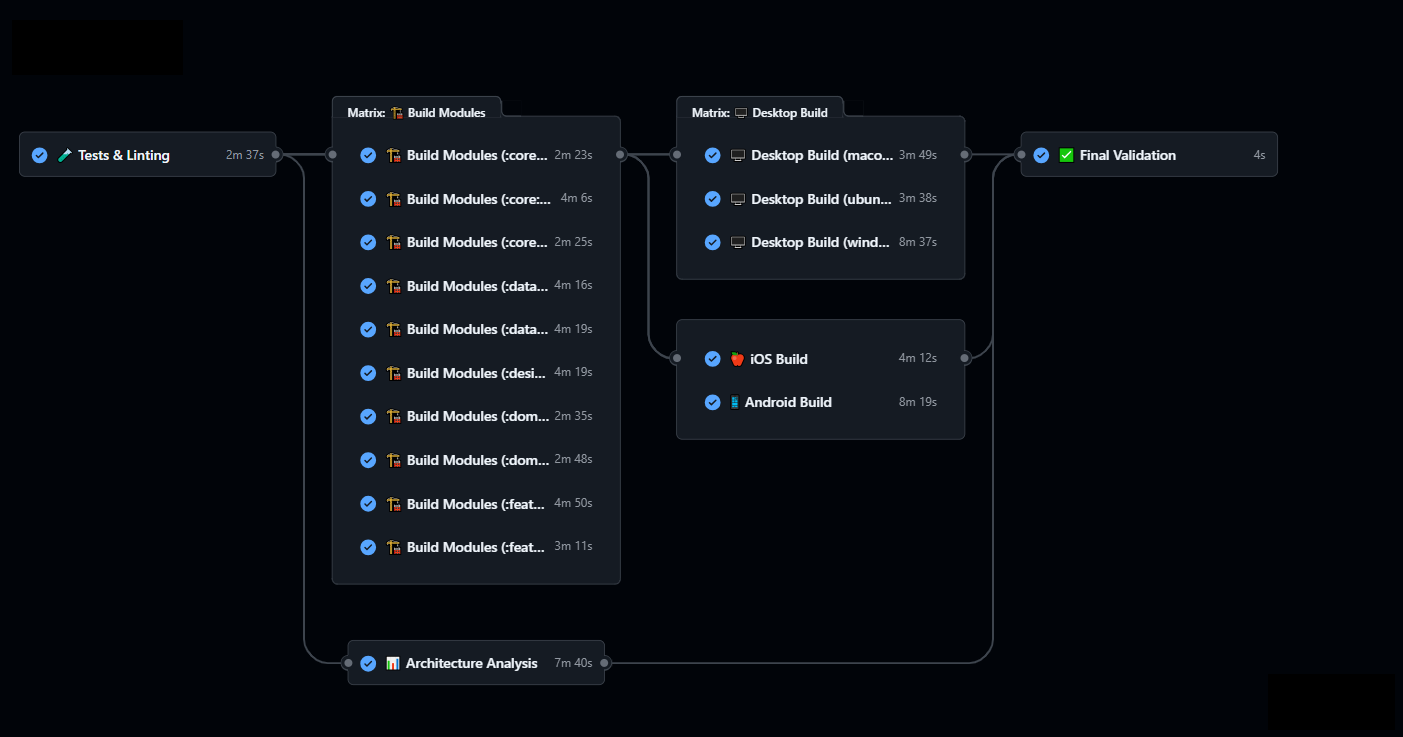 Tests & Linting 2m 37s
Matrix: Build Modules
Build Modules (:core... 2m 23s
Build Modules (:core:... 4m 6s
Build Modules (:core... 2m 25s
Build Modules (:data... 4m 16s
Build Modules (:data... 4m 19s
Build Modules (:desi... 4m 19s
Build Modules (:dom... 2m 35s
Build Modules (:dom... 2m 48s
Build Modules (:feat... 4m 50s
Build Modules (:feat... 3m 11s
Architecture Analysis 7m 40s
Matrix: Desktop Build
Desktop Build (maco... 3m 49s
Desktop Build (ubun... 3m 38s
Desktop Build (wind... 8m 37s
iOS Build 4m 12s
Android Build 8m 19s
Final Validation 4s